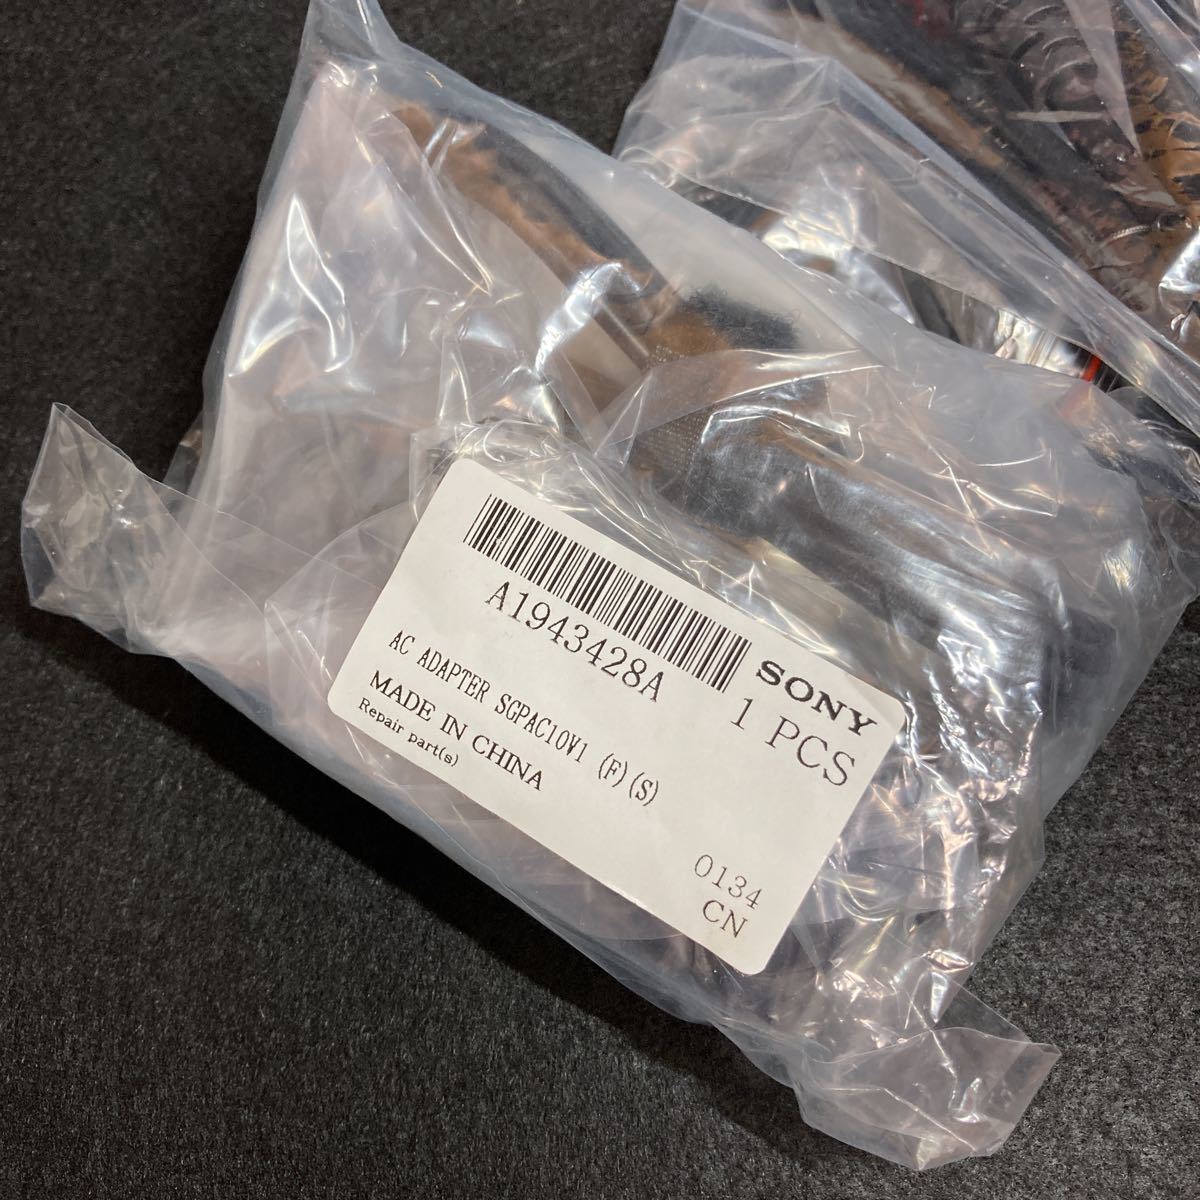 A1943428A
SONY
1 PCS
AC ADAPTER SGPAC10V1 (F)(S)
MADE IN CHINA
Repair part(s)
0134
CN